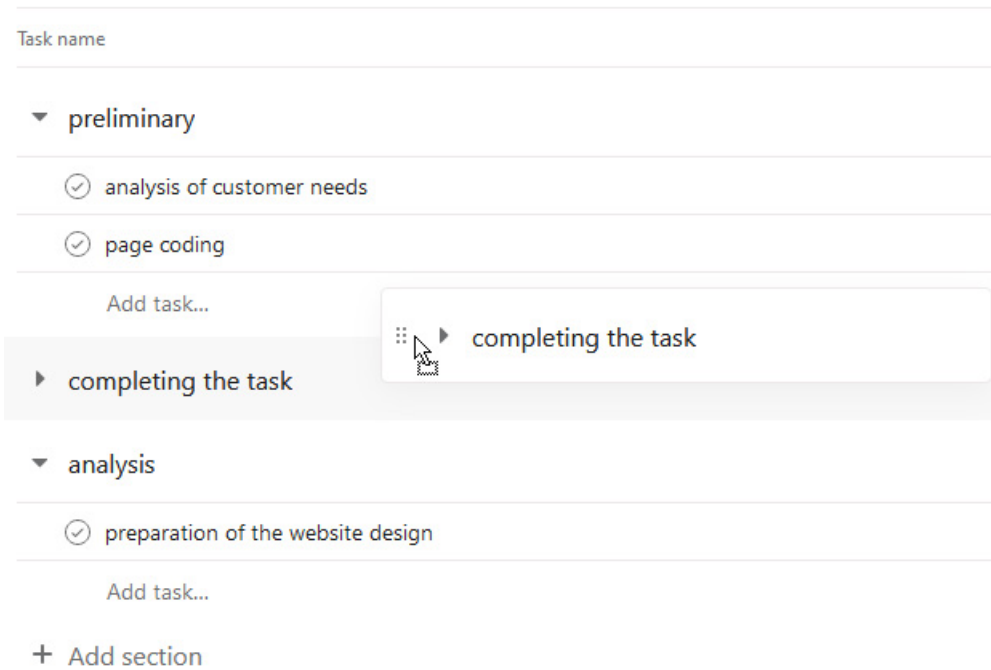 Task name
preliminary
analysis of customer needs
page coding
Add task...
completing the task
completing the task
analysis
preparation of the website design
Add task...
+ Add section